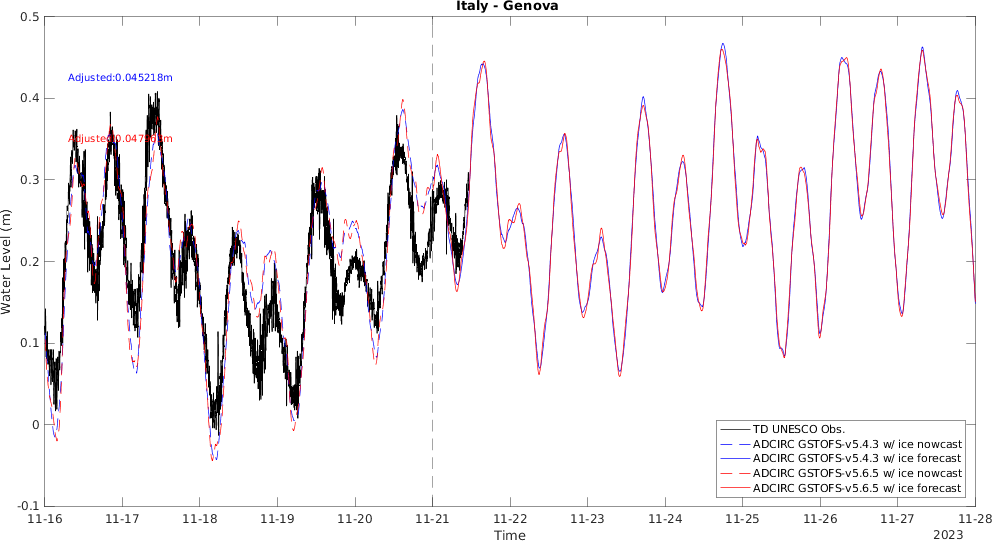 Italy - Genova
0.5
0.4
0.3
0.2
0.1
0
-0.1
Water Level (m)
Adjusted:0.045218m
11-16
11-17
11-18
11-19
11-20
11-21
11-22
11-23
11-24
11-25
11-26
11-27
11-28
Time
2023
TD UNESCO Obs.
ADCIRC GSTOFS-v5.4.3 w/ ice nowcast
ADCIRC GSTOFS-v5.4.3 w/ ice forecast
ADCIRC GSTOFS-v5.6.5 w/ ice nowcast
ADCIRC GSTOFS-v5.6.5 w/ ice forecast